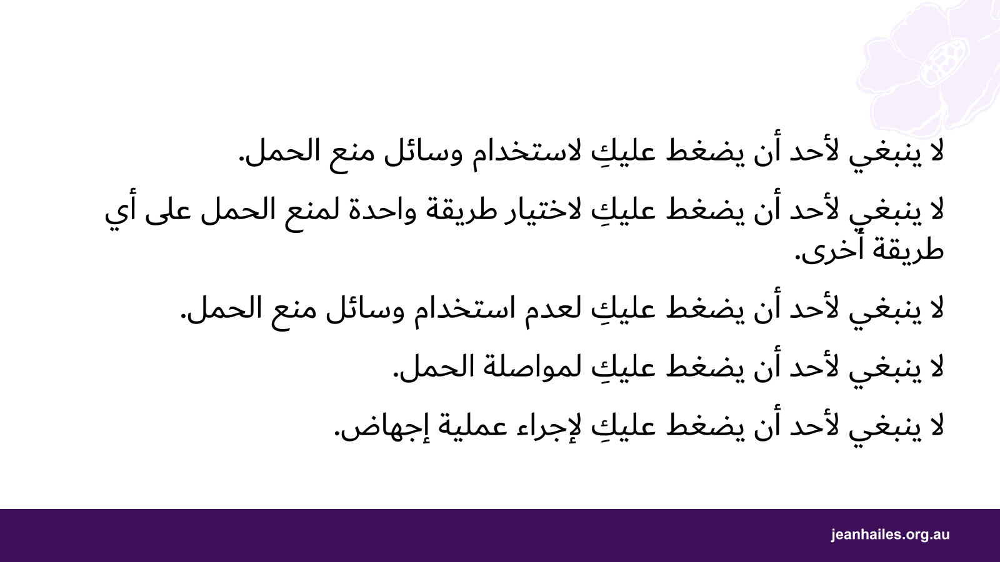 لا ينبغي لأحد أن يضغط عليكِ لاستخدام وسائل منع الحمل.
لا ينبغي لأحد أن يضغط عليكِ لاختيار طريقة واحدة لمنع الحمل على أي
طريقة أخرى.
لا ينبغي لأحد أن يضغط عليكِ لعدم استخدام وسائل منع الحمل.
لا ينبغي لأحد أن يضغط عليكِ لمواصلة الحمل.
لا ينبغي لأحد أن يضغط عليكِ لإجراء عملية إجهاض.
jeanhailes.org.au